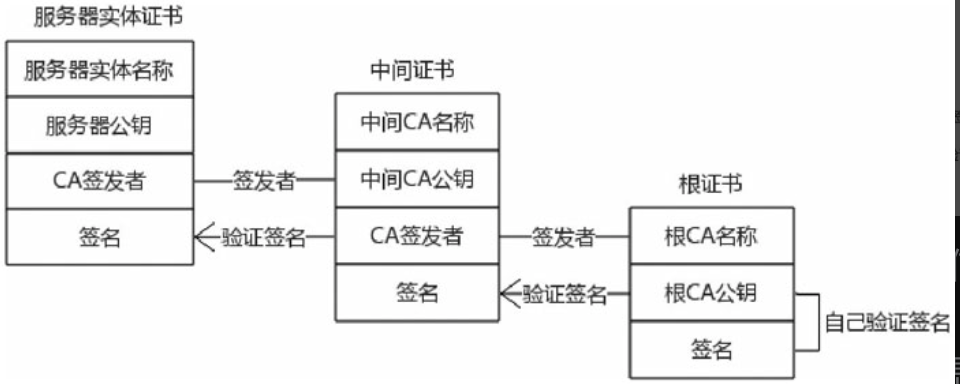 服务器实体证书
服务器实体名称
服务器公钥
CA签发者
签名
签发者
验证签名
中间证书
中间CA名称
中间CA公钥
CA签发者
签名
签发者
验证签名
根证书
根CA名称
根CA公钥
签名
自己验证签名